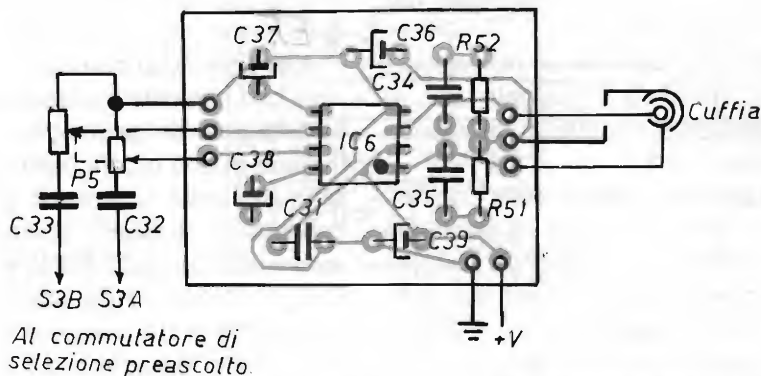 C37
C36
R52
C34
IC6
Cuffia
P5
C38
C33
C32
C35
R51
C31
C39
S3B S3A
+V
Al commutatore di
selezione preascolto.